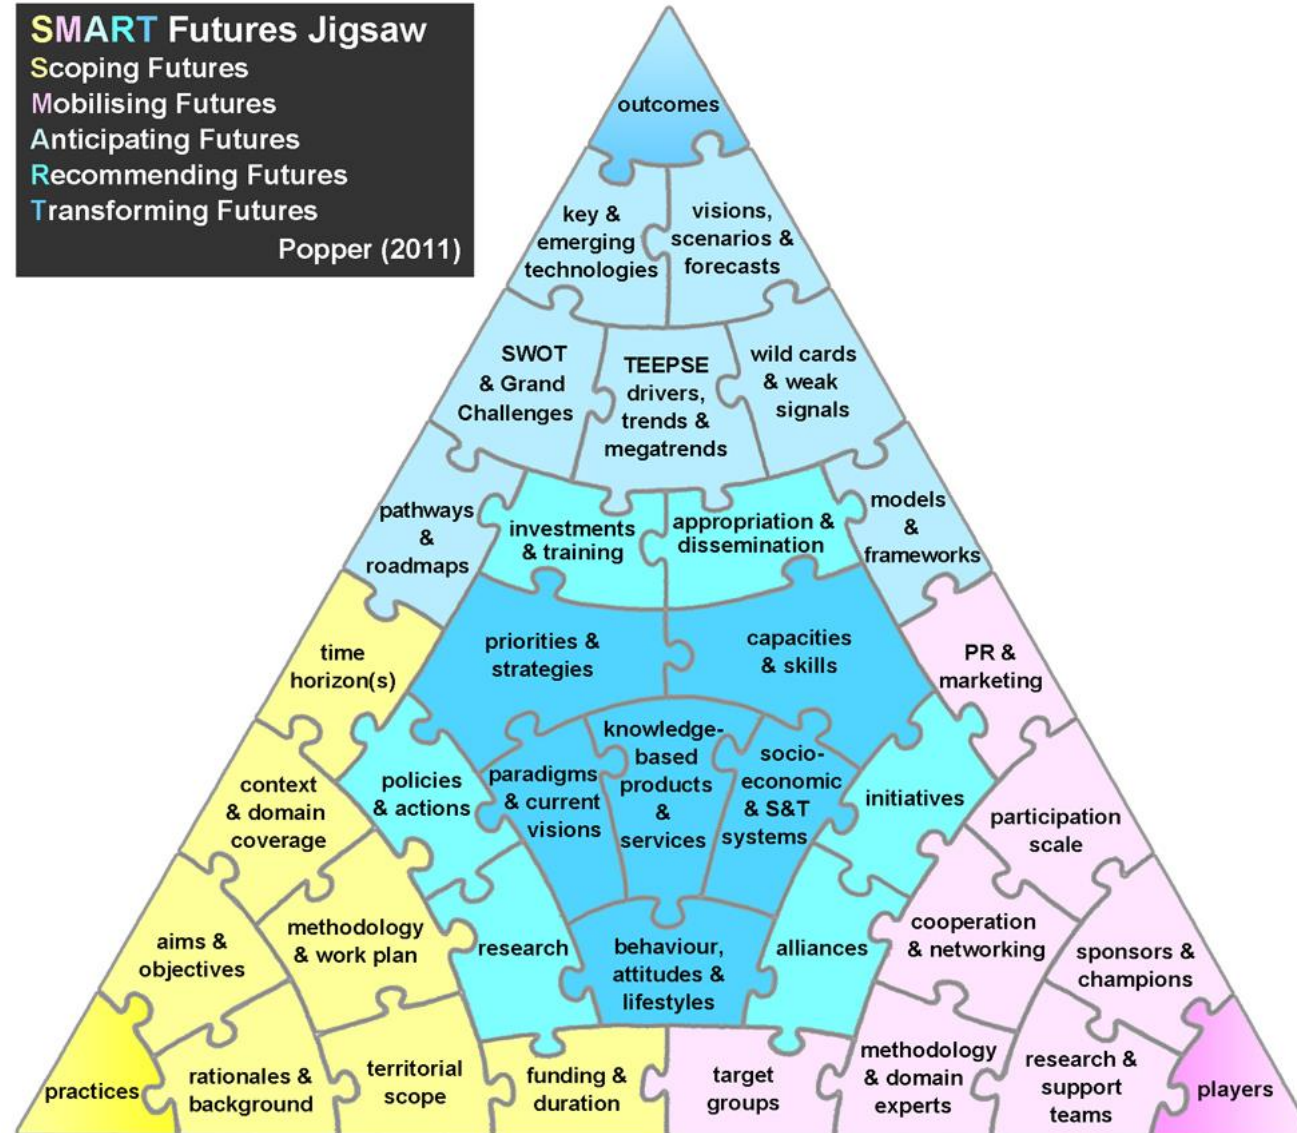 SMART Futures Jigsaw
Scoping Futures
Mobilising Futures
Anticipating Futures
Recommending Futures
Transforming Futures
Popper (2011)
outcomes
key &
emerging
technologies
visions,
scenarios &
forecasts
SWOT
& Grand
Challenges
TEEPSE
drivers,
trends &
megatrends
wild cards
& weak
signals
pathways
&
roadmaps
investments
& training
appropriation &
dissemination
models
&
frameworks
time
horizon(s)
priorities &
strategies
capacities
& skills
PR &
marketing
context
& domain
coverage
policies
& actions
paradigms
& current
visions
knowledge-
based
products
&
services
socio-
economic
& S&T
systems
initiatives
participation
scale
aims &
objectives
methodology
& work plan
research
behaviour,
attitudes &
lifestyles
alliances
cooperation
& networking
sponsors &
champions
practices
rationales &
background
territorial
scope
funding &
duration
target
groups
methodology
& domain
experts
research &
support
teams
players